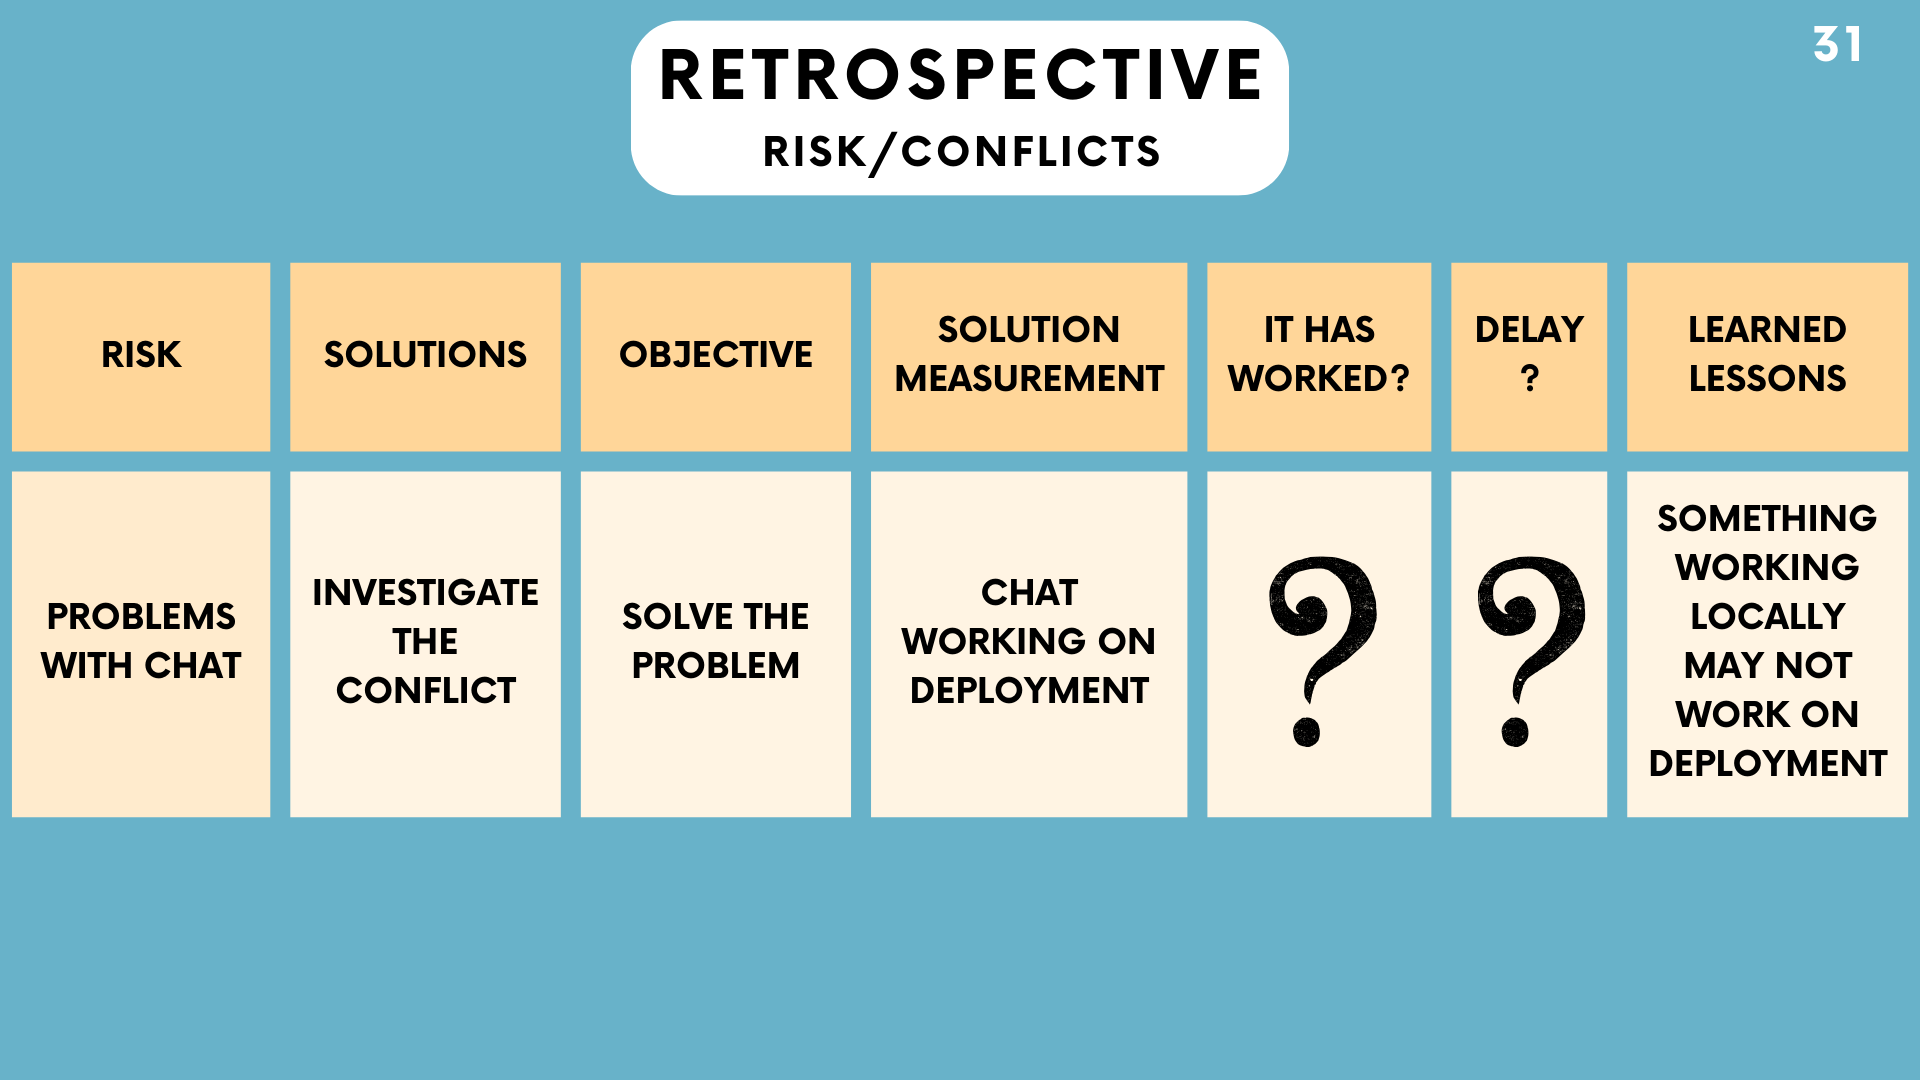 31
RETROSPECTIVE
RISK/CONFLICTS
RISK
SOLUTIONS
OBJECTIVE
SOLUTION
MEASUREMENT
IT HAS
WORKED?
DELAY
?
LEARNED
LESSONS
PROBLEMS
WITH CHAT
INVESTIGATE
THE
CONFLICT
SOLVE THE
PROBLEM
CHAT
WORKING ON
DEPLOYMENT
?
?
SOMETHING
WORKING
LOCALLY
MAY NOT
WORK ON
DEPLOYMENT